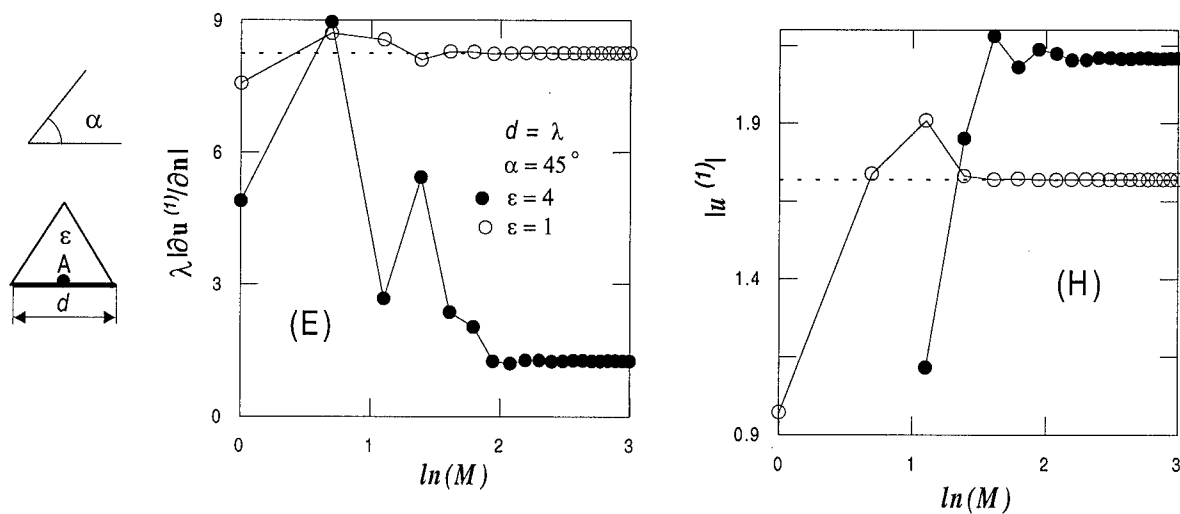 α
ε
A
d
λ|∂u⁽¹⁾/∂n|
9
6
3
0
d = λ
α = 45°
ε = 4
ε = 1
(E)
0 1 2 3
ln(M)
|u⁽¹⁾|
1.9
1.4
0.9
(H)
0 1 2 3
ln(M)